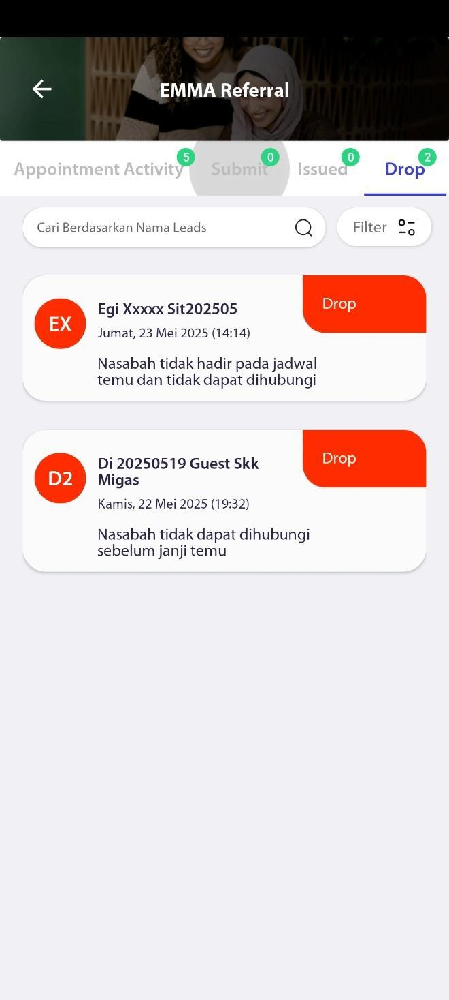 EMMA Referral
Appointment Activity 5
Submit 0
Issued 0
Drop 2
Cari Berdasarkan Nama Leads
Filter
EX
Egi Xxxxx Sit202505
Drop
Jumat, 23 Mei 2025 (14:14)
Nasabah tidak hadir pada jadwal
temu dan tidak dapat dihubungi
D2
Di 20250519 Guest Skk
Migas
Drop
Kamis, 22 Mei 2025 (19:32)
Nasabah tidak dapat dihubungi
sebelum janji temu